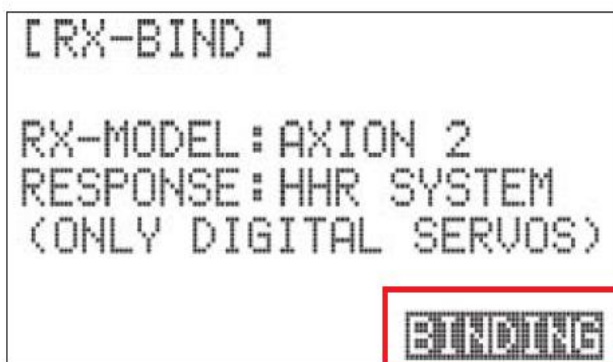 [RX-BIND]
RX-MODEL:AXION 2
RESPONSE:HHR SYSTEM
(ONLY DIGITAL SERVOS)
BINDING